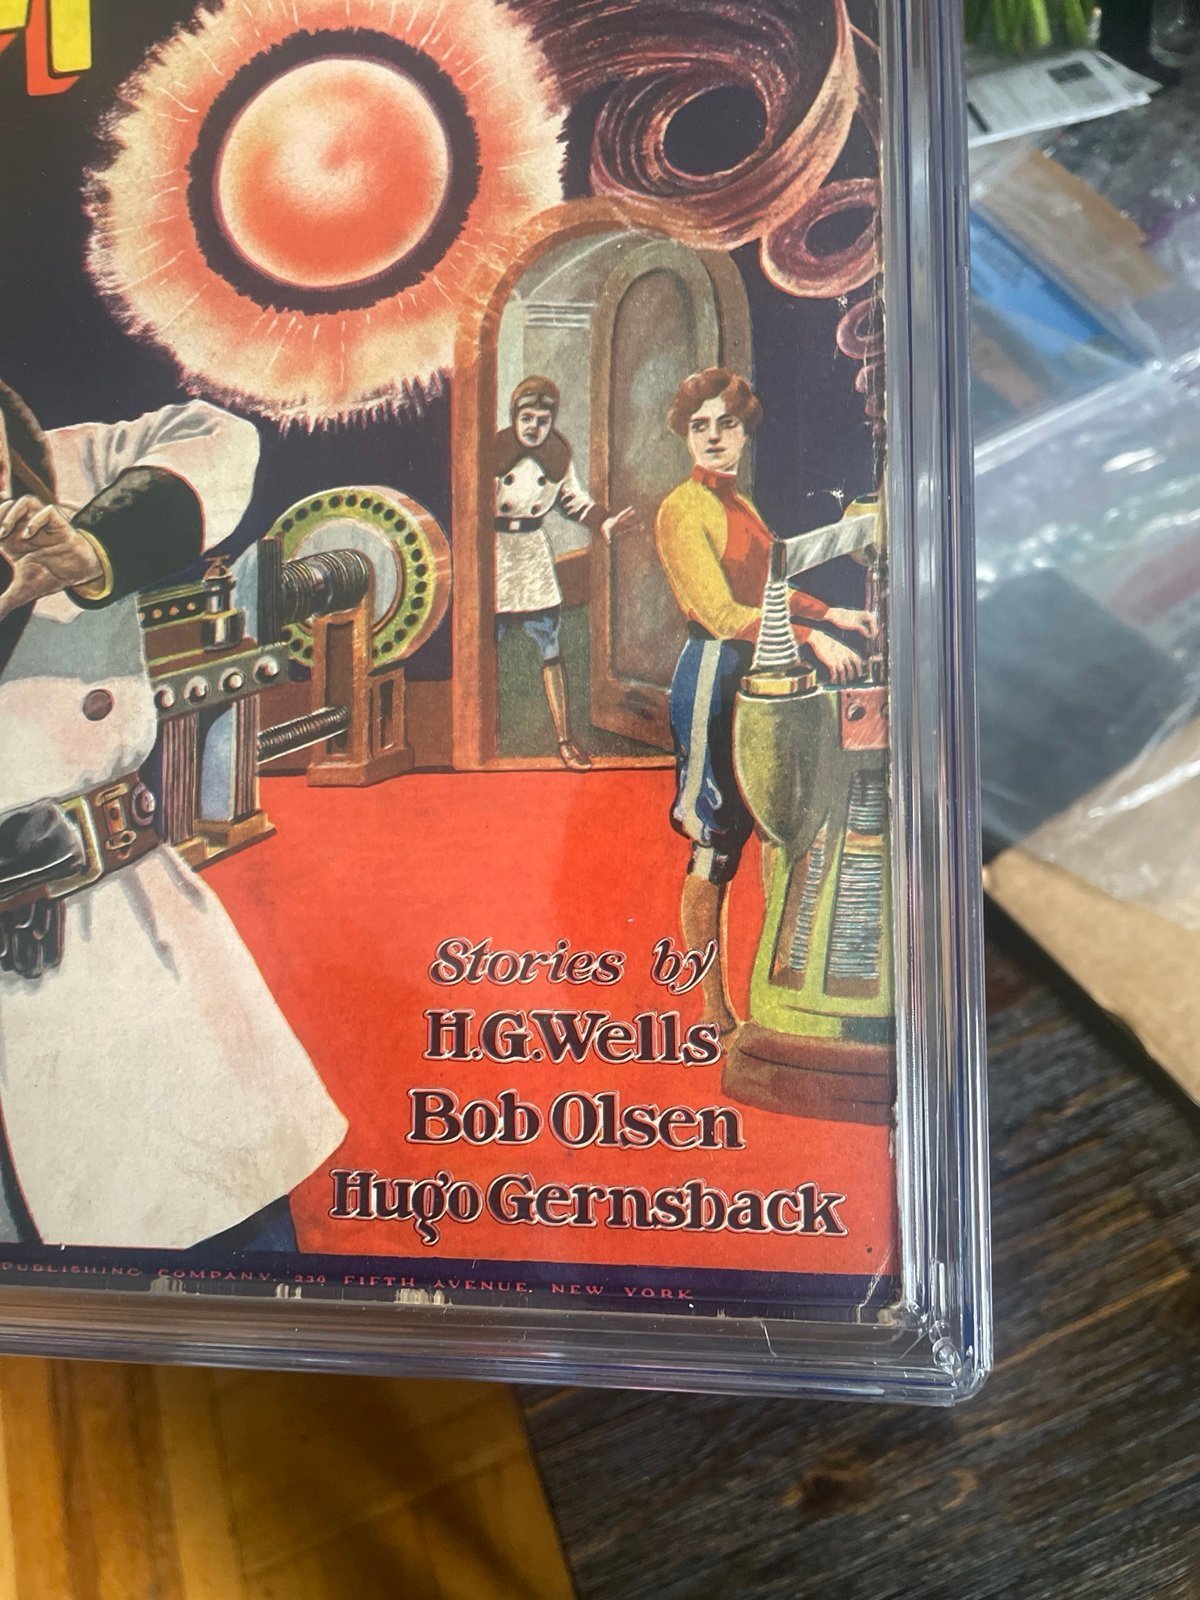 Stories by
H.G.Wells
Bob Olsen
Hugo Gernsback
PUBLISHING COMPANY, 230 FIFTH AVENUE, NEW YORK